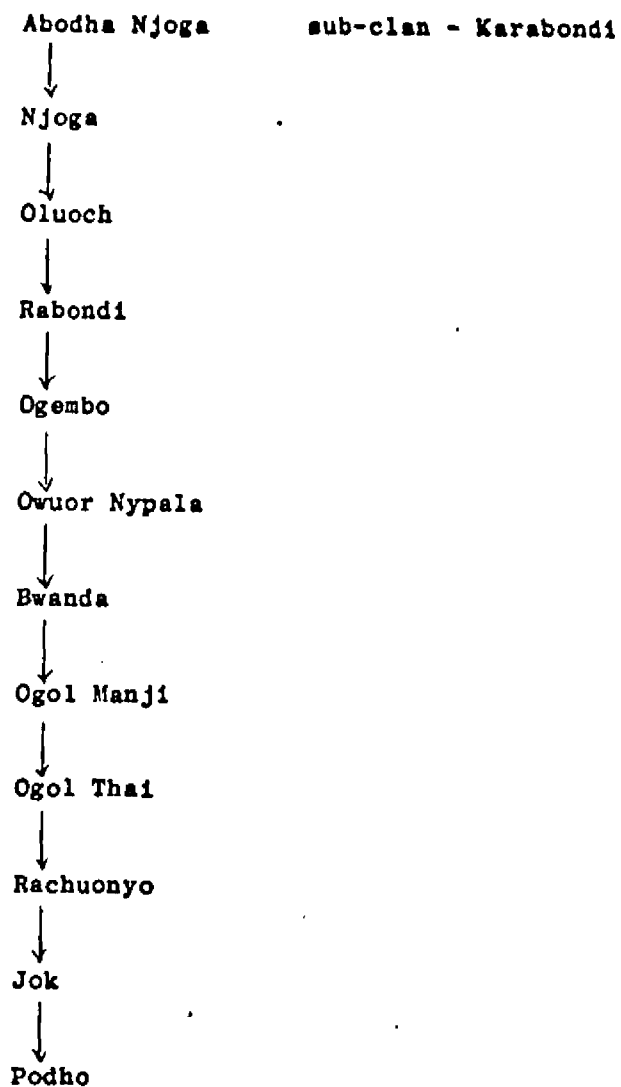 Abodha Njoga sub-clan - Karabondi
Njoga
Oluoch
Rabondi
Ogembo
Owuor Nypala
Bwanda
Ogol Manji
Ogol Thai
Rachuonyo
Jok
Podho